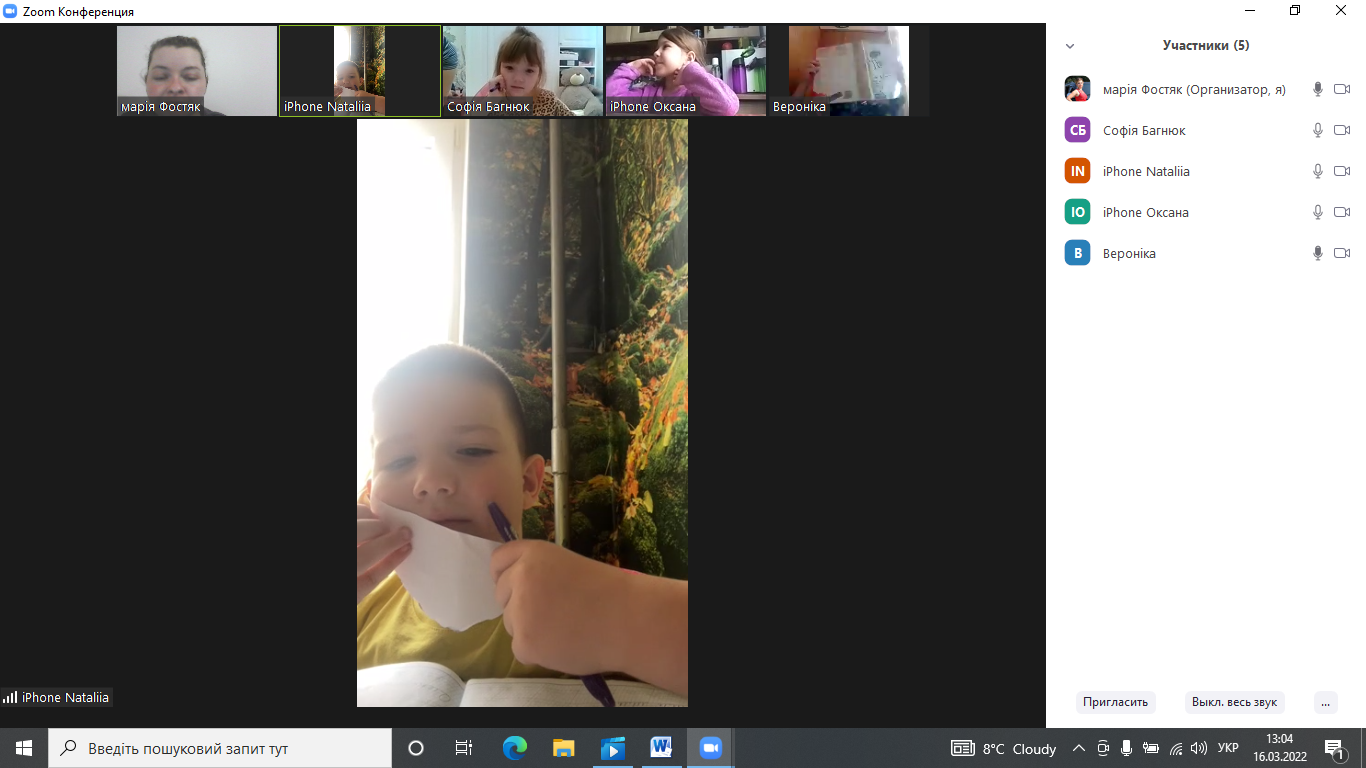 Zoom Конференция
марія Фостяк
iPhone Nataliia
Софія Багнюк
iPhone Оксана
Вероніка
Участники (5)
марія Фостяк (Организатор, я)
СБ
Софія Багнюк
IN
iPhone Nataliia
IO
iPhone Оксана
В
Вероніка
iPhone Nataliia
Пригласить
Выкл. весь звук
...
Введіть пошуковий запит тут
W
8°C Cloudy
УКР
13:04
16.03.2022
1